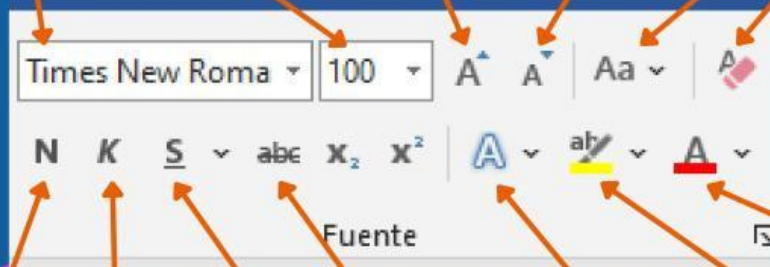 Times New Roma 100 A A Aa A
N K S abc X₂ X² A ab A
Fuente